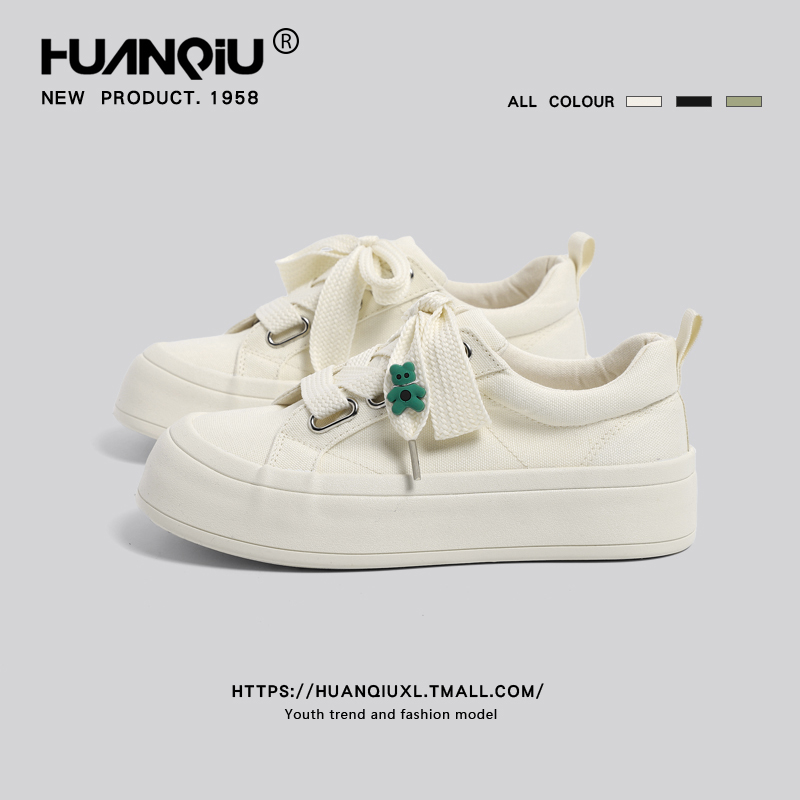 HUANQiU®
NEW PRODUCT. 1958
ALL COLOUR
HTTPS://HUANQIUXL.TMALL.COM/
Youth trend and fashion model